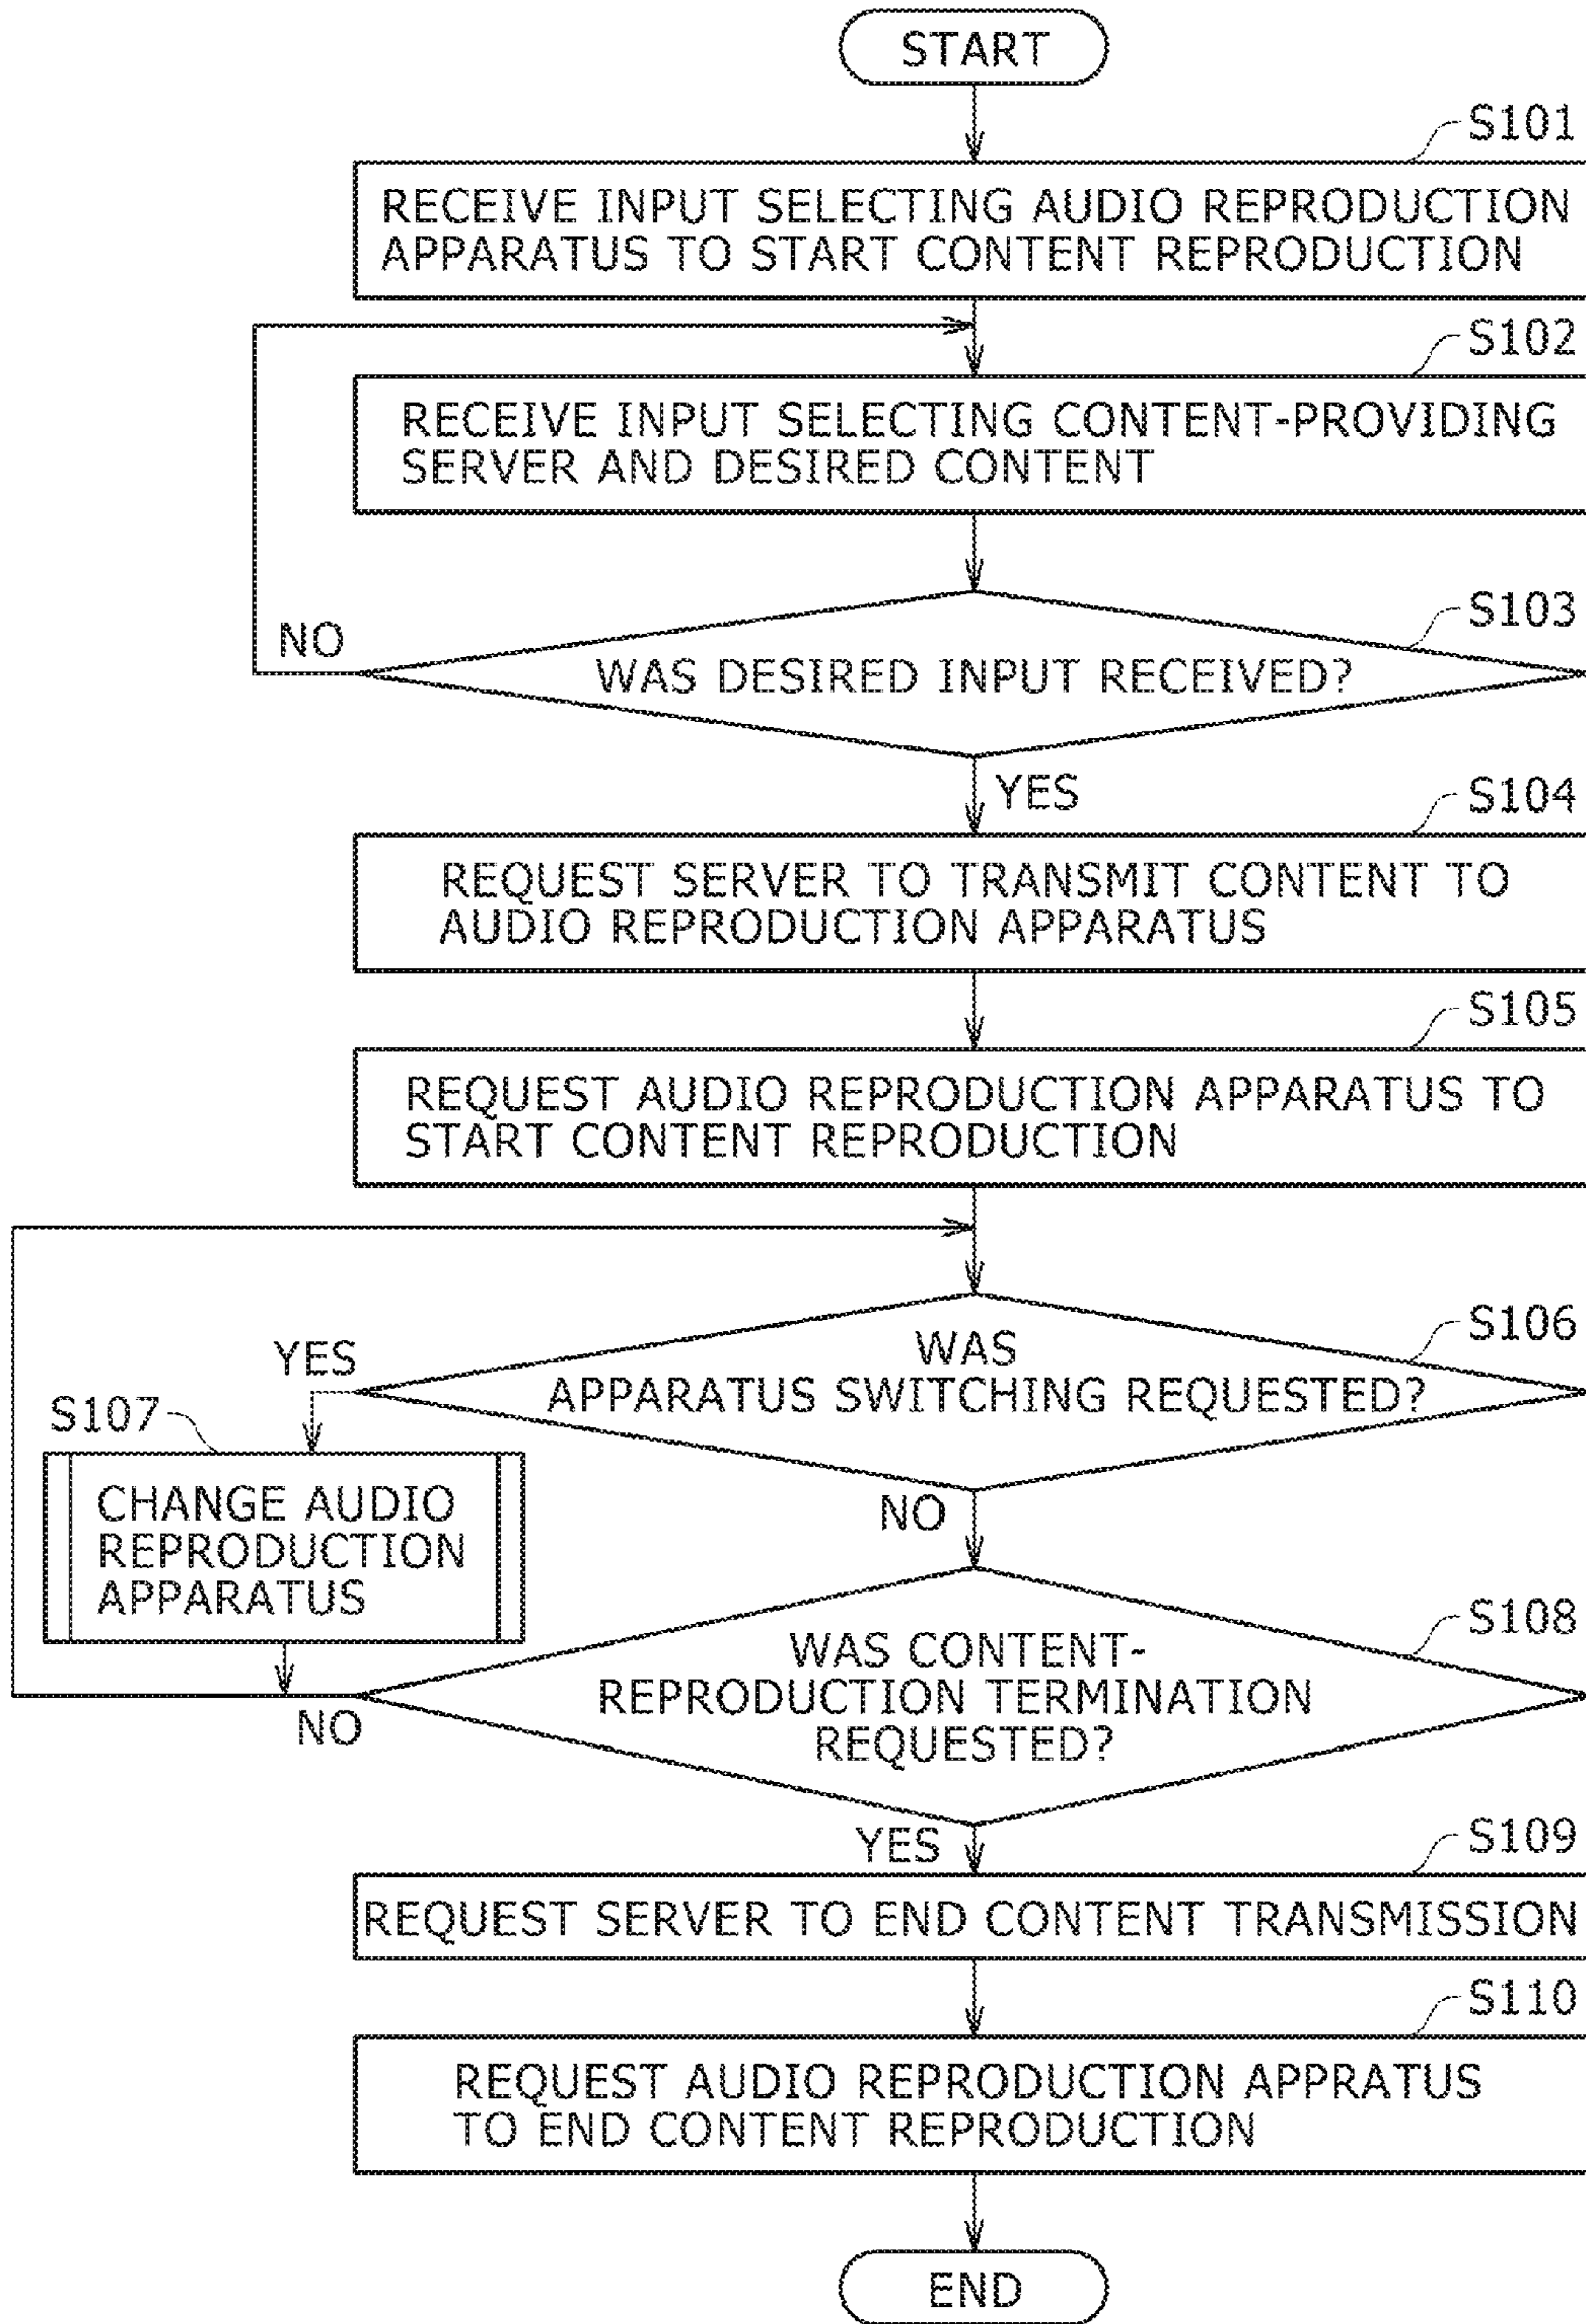 START
S101
RECEIVE INPUT SELECTING AUDIO REPRODUCTION
APPARATUS TO START CONTENT REPRODUCTION
S102
RECEIVE INPUT SELECTING CONTENT-PROVIDING
SERVER AND DESIRED CONTENT
S103
NO
WAS DESIRED INPUT RECEIVED?
YES
S104
REQUEST SERVER TO TRANSMIT CONTENT TO
AUDIO REPRODUCTION APPARATUS
S105
REQUEST AUDIO REPRODUCTION APPARATUS TO
START CONTENT REPRODUCTION
S106
YES
WAS
APPARATUS SWITCHING REQUESTED?
S107
CHANGE AUDIO
REPRODUCTION
APPARATUS
NO
S108
WAS CONTENT-
REPRODUCTION TERMINATION
REQUESTED?
NO
YES
S109
REQUEST SERVER TO END CONTENT TRANSMISSION
S110
REQUEST AUDIO REPRODUCTION APPRATUS
TO END CONTENT REPRODUCTION
END